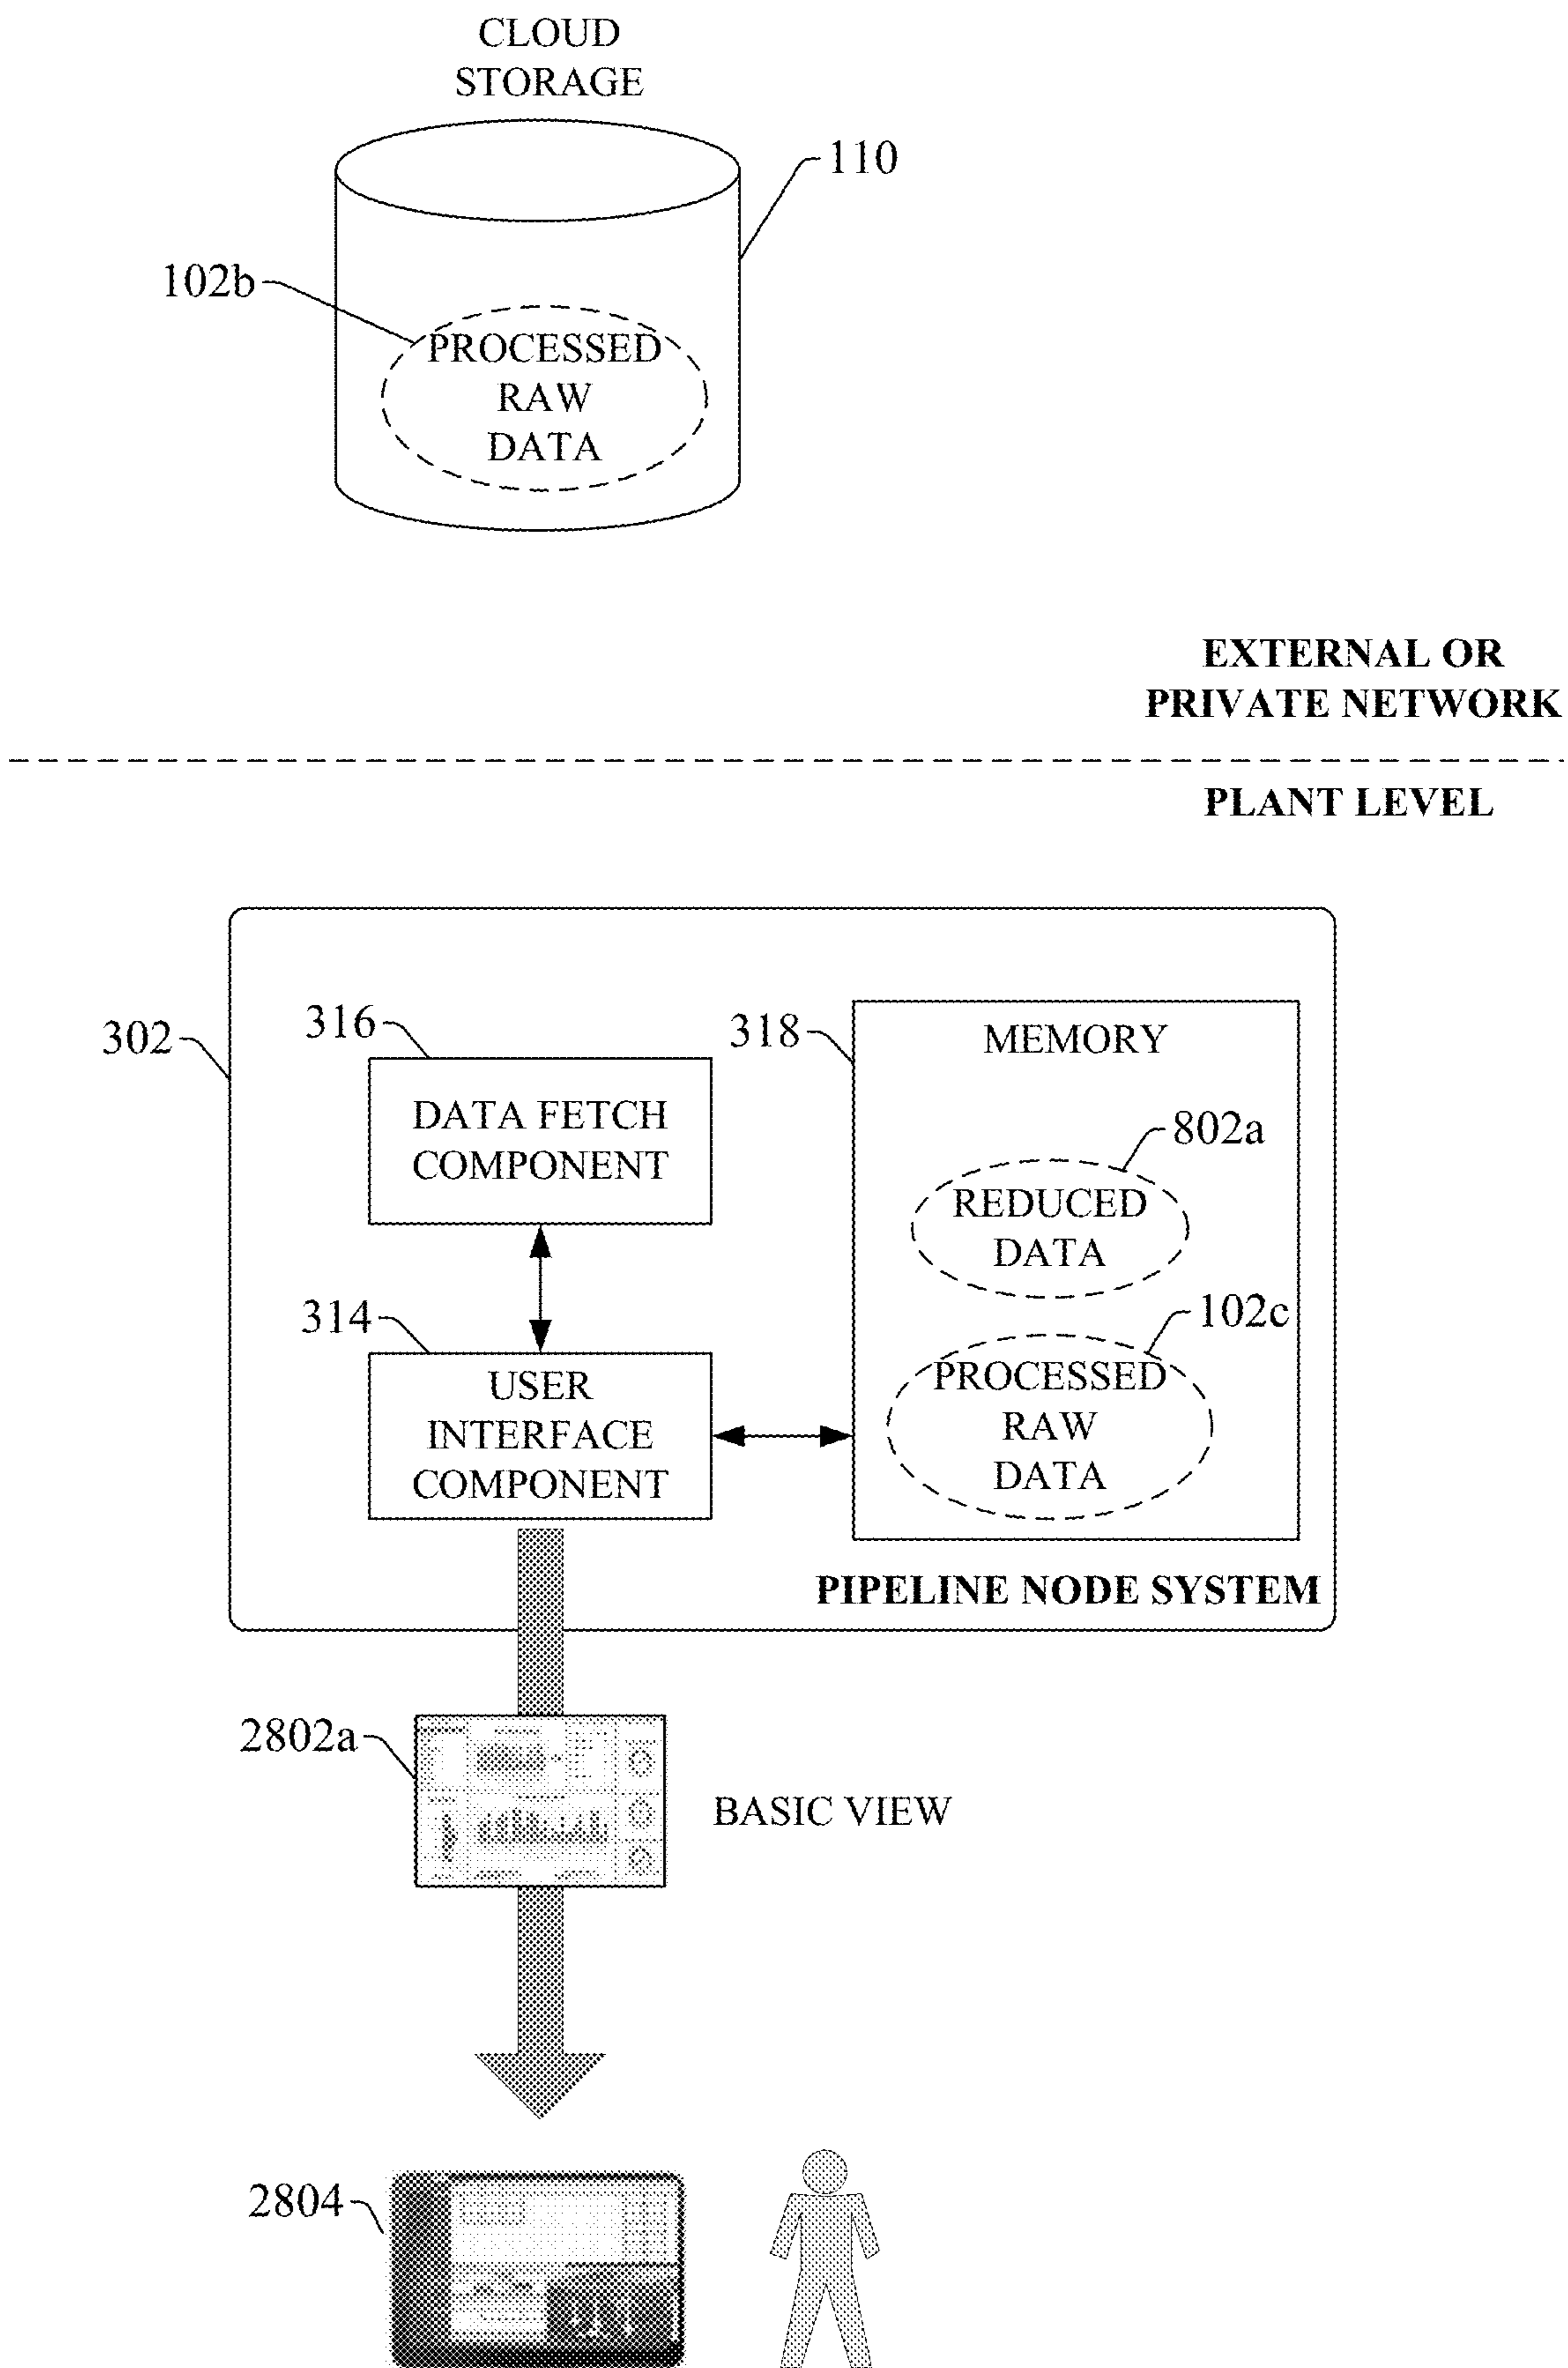 CLOUD
STORAGE
110
102b
PROCESSED
RAW
DATA
EXTERNAL OR
PRIVATE NETWORK
PLANT LEVEL
302
316
DATA FETCH
COMPONENT
318
MEMORY
802a
REDUCED
DATA
314
USER
INTERFACE
COMPONENT
102c
PROCESSED
RAW
DATA
PIPELINE NODE SYSTEM
2802a
BASIC VIEW
2804